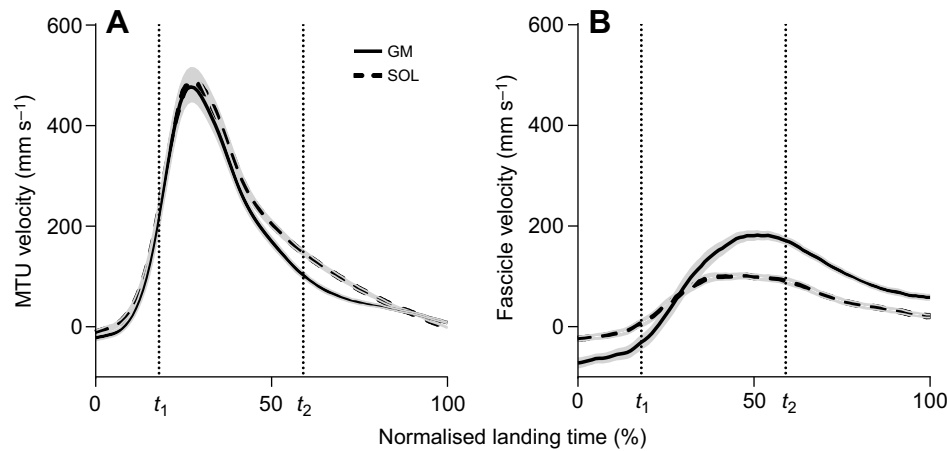 A
B
600
400
200
0
MTU velocity (mm s⁻¹)
GM
SOL
0
t₁
50
t₂
100
600
400
200
0
Fascicle velocity (mm s⁻¹)
0
t₁
50
t₂
100
Normalised landing time (%)